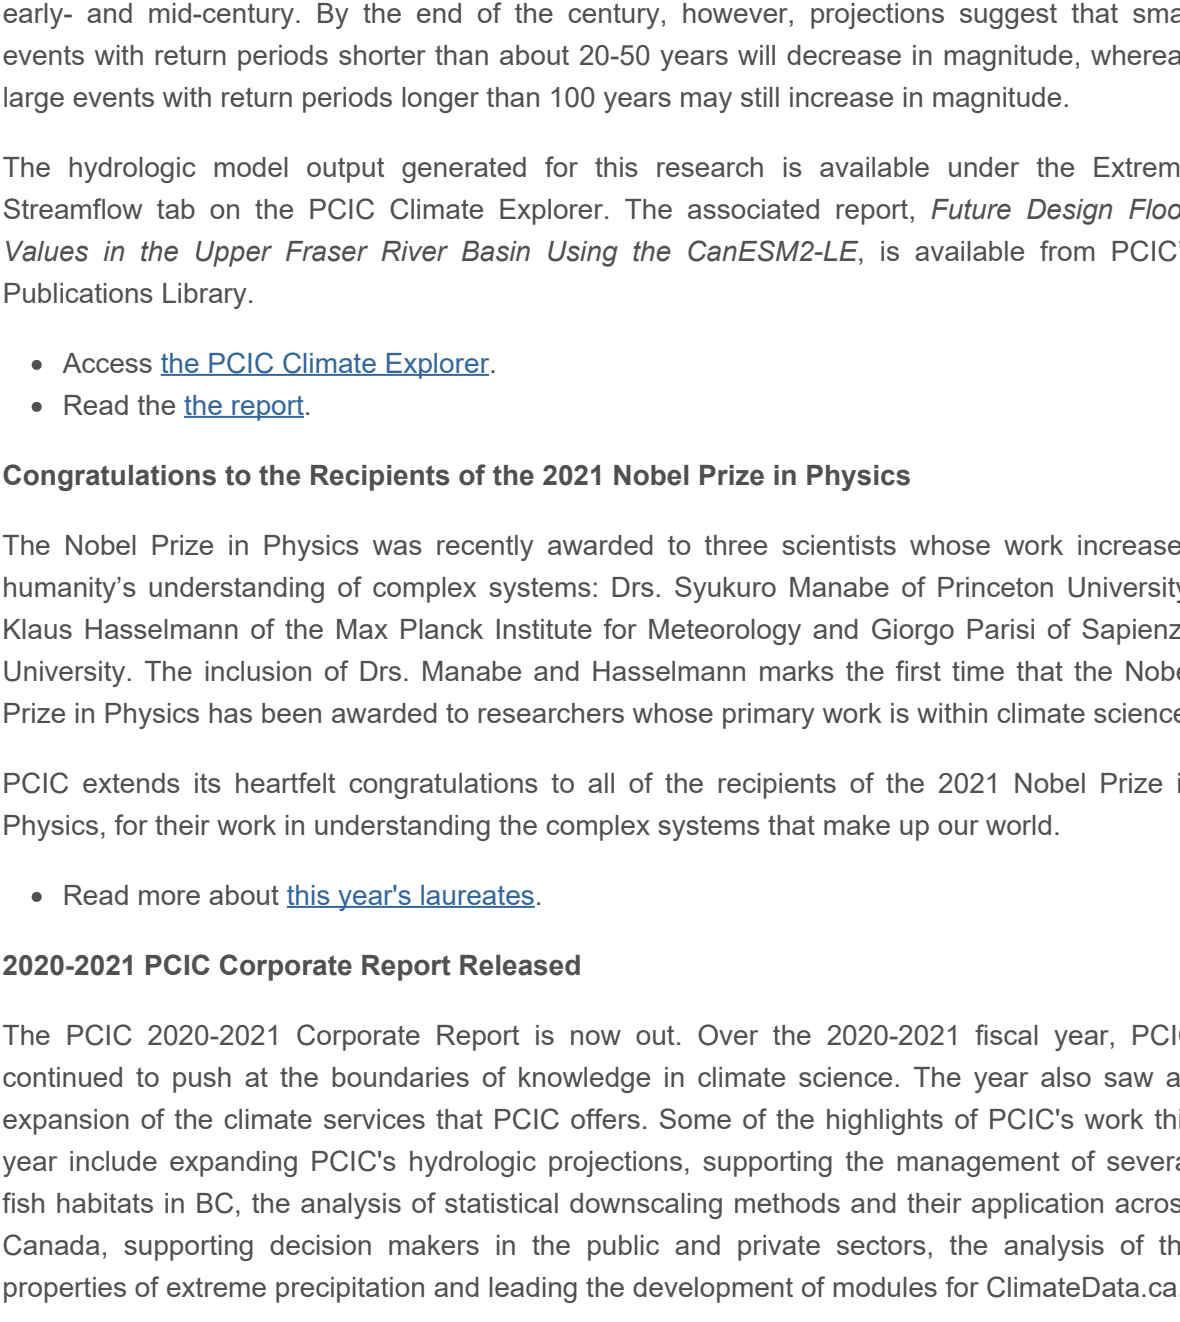 early- and mid-century. By the end of the century, however, projections suggest that sma
events with return periods shorter than about 20-50 years will decrease in magnitude, wherea
large events with return periods longer than 100 years may still increase in magnitude.
The hydrologic model output generated for this research is available under the Extrem
Streamflow tab on the PCIC Climate Explorer. The associated report, Future Design Floo
Values in the Upper Fraser River Basin Using the CanESM2-LE, is available from PCIC'
Publications Library.
• Access the PCIC Climate Explorer.
• Read the the report.
Congratulations to the Recipients of the 2021 Nobel Prize in Physics
The Nobel Prize in Physics was recently awarded to three scientists whose work increase
humanity’s understanding of complex systems: Drs. Syukuro Manabe of Princeton University
Klaus Hasselmann of the Max Planck Institute for Meteorology and Giorgo Parisi of Sapienz
University. The inclusion of Drs. Manabe and Hasselmann marks the first time that the Nobe
Prize in Physics has been awarded to researchers whose primary work is within climate science
PCIC extends its heartfelt congratulations to all of the recipients of the 2021 Nobel Prize i
Physics, for their work in understanding the complex systems that make up our world.
• Read more about this year's laureates.
2020-2021 PCIC Corporate Report Released
The PCIC 2020-2021 Corporate Report is now out. Over the 2020-2021 fiscal year, PCIC
continued to push at the boundaries of knowledge in climate science. The year also saw a
expansion of the climate services that PCIC offers. Some of the highlights of PCIC's work thi
year include expanding PCIC's hydrologic projections, supporting the management of severa
fish habitats in BC, the analysis of statistical downscaling methods and their application acros
Canada, supporting decision makers in the public and private sectors, the analysis of th
properties of extreme precipitation and leading the development of modules for ClimateData.ca.